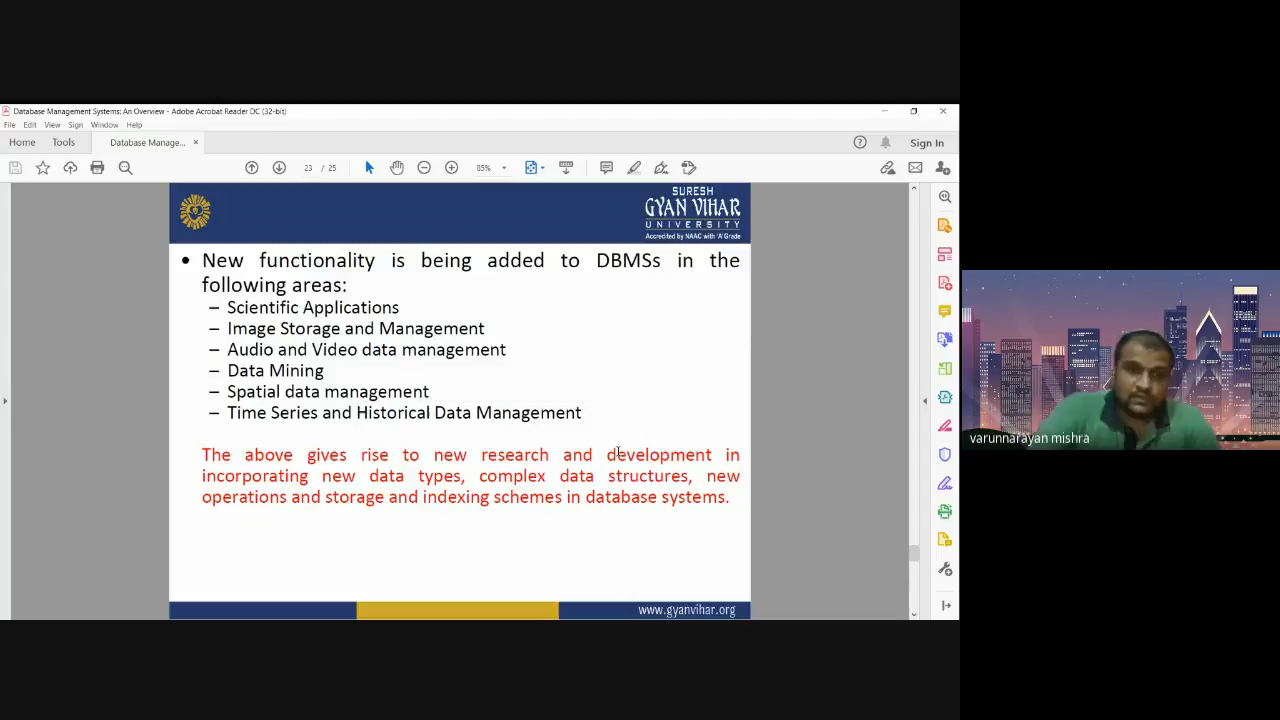 Database Management Systems: An Overview - Adobe Acrobat Reader DC (32-bit)
File Edit View Sign Window Help
Home Tools Database Manage... × Sign In
23 / 25 85%
SURESH
GYAN VIHAR
UNIVERSITY
Accredited by NAAC with 'A' Grade
• New functionality is being added to DBMSs in the
following areas:
– Scientific Applications
– Image Storage and Management
– Audio and Video data management
– Data Mining
– Spatial data management
– Time Series and Historical Data Management
The above gives rise to new research and development in
incorporating new data types, complex data structures, new
operations and storage and indexing schemes in database systems.
www.gyanvihar.org
varunnarayan mishra